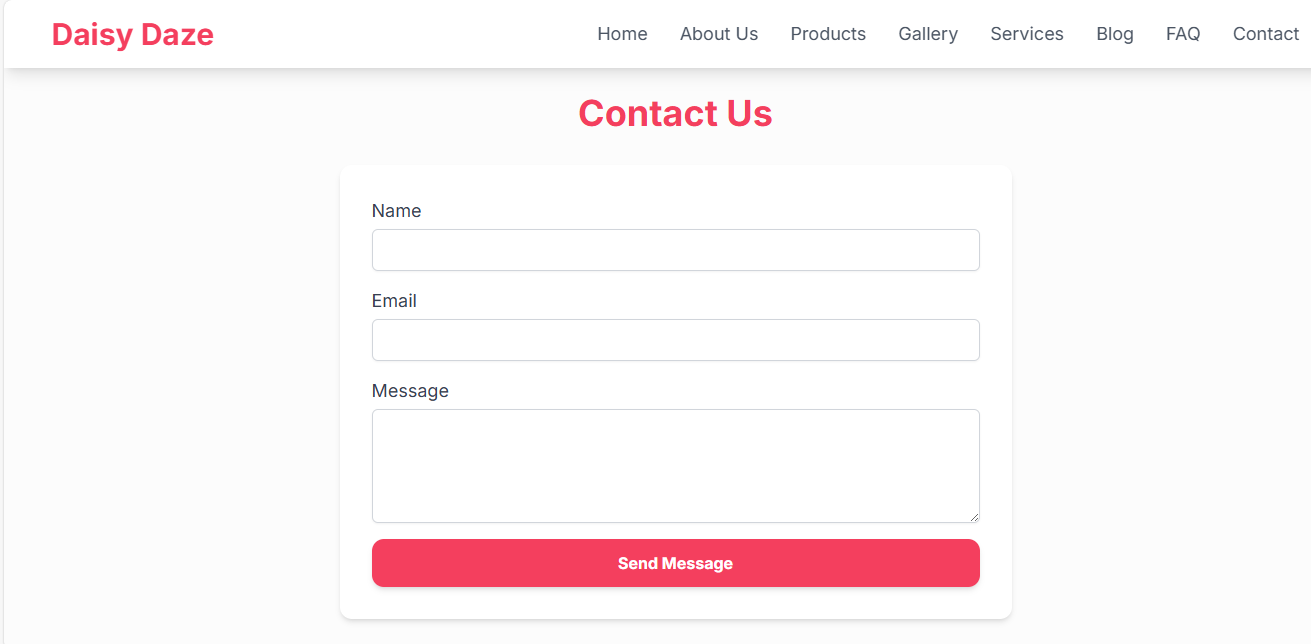 Daisy Daze Home About Us Products Gallery Services Blog FAQ Contact
Contact Us
Name
Email
Message
Send Message